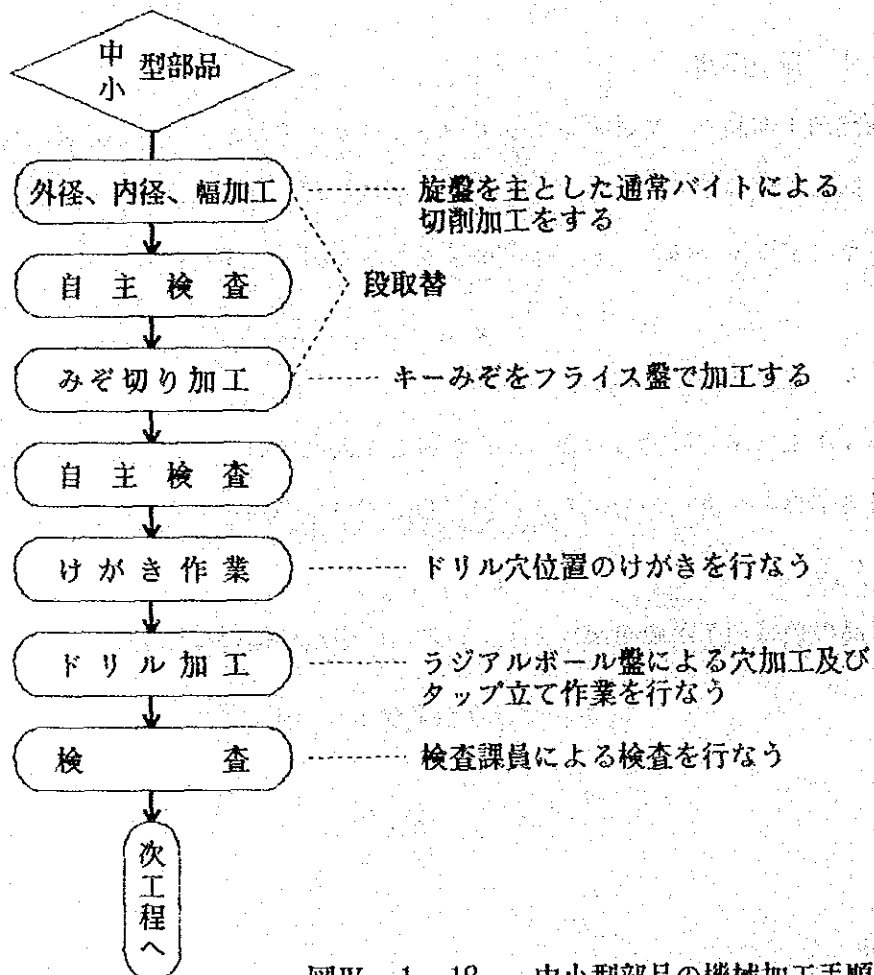 中
小
型部品
外径、内径、幅加工
旋盤を主とした通常バイトによる
切削加工をする
自主検査
段取替
みぞ切り加工
キーみぞをフライス盤で加工する
自主検査
けがき作業
ドリル穴位置のけがきを行なう
ドリル加工
ラジアルボール盤による穴加工及び
タップ立て作業を行なう
検査
検査課員による検査を行なう
次工程へ
図Ⅳ－1－18 中小型部品の機械加工手順